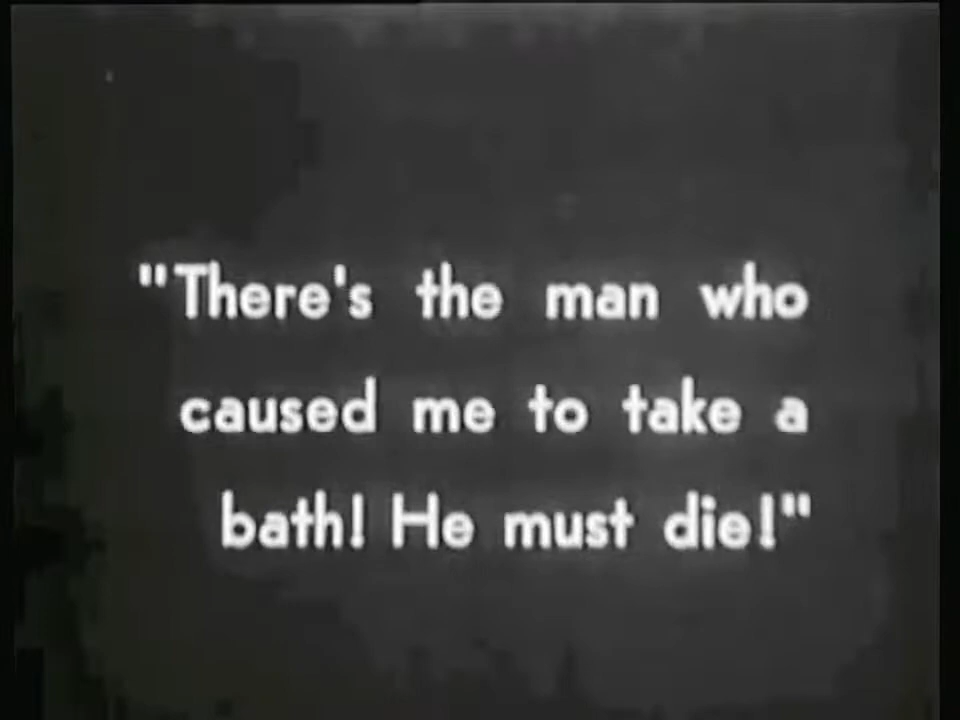 "There's the man who
caused me to take a
bath! He must die!"